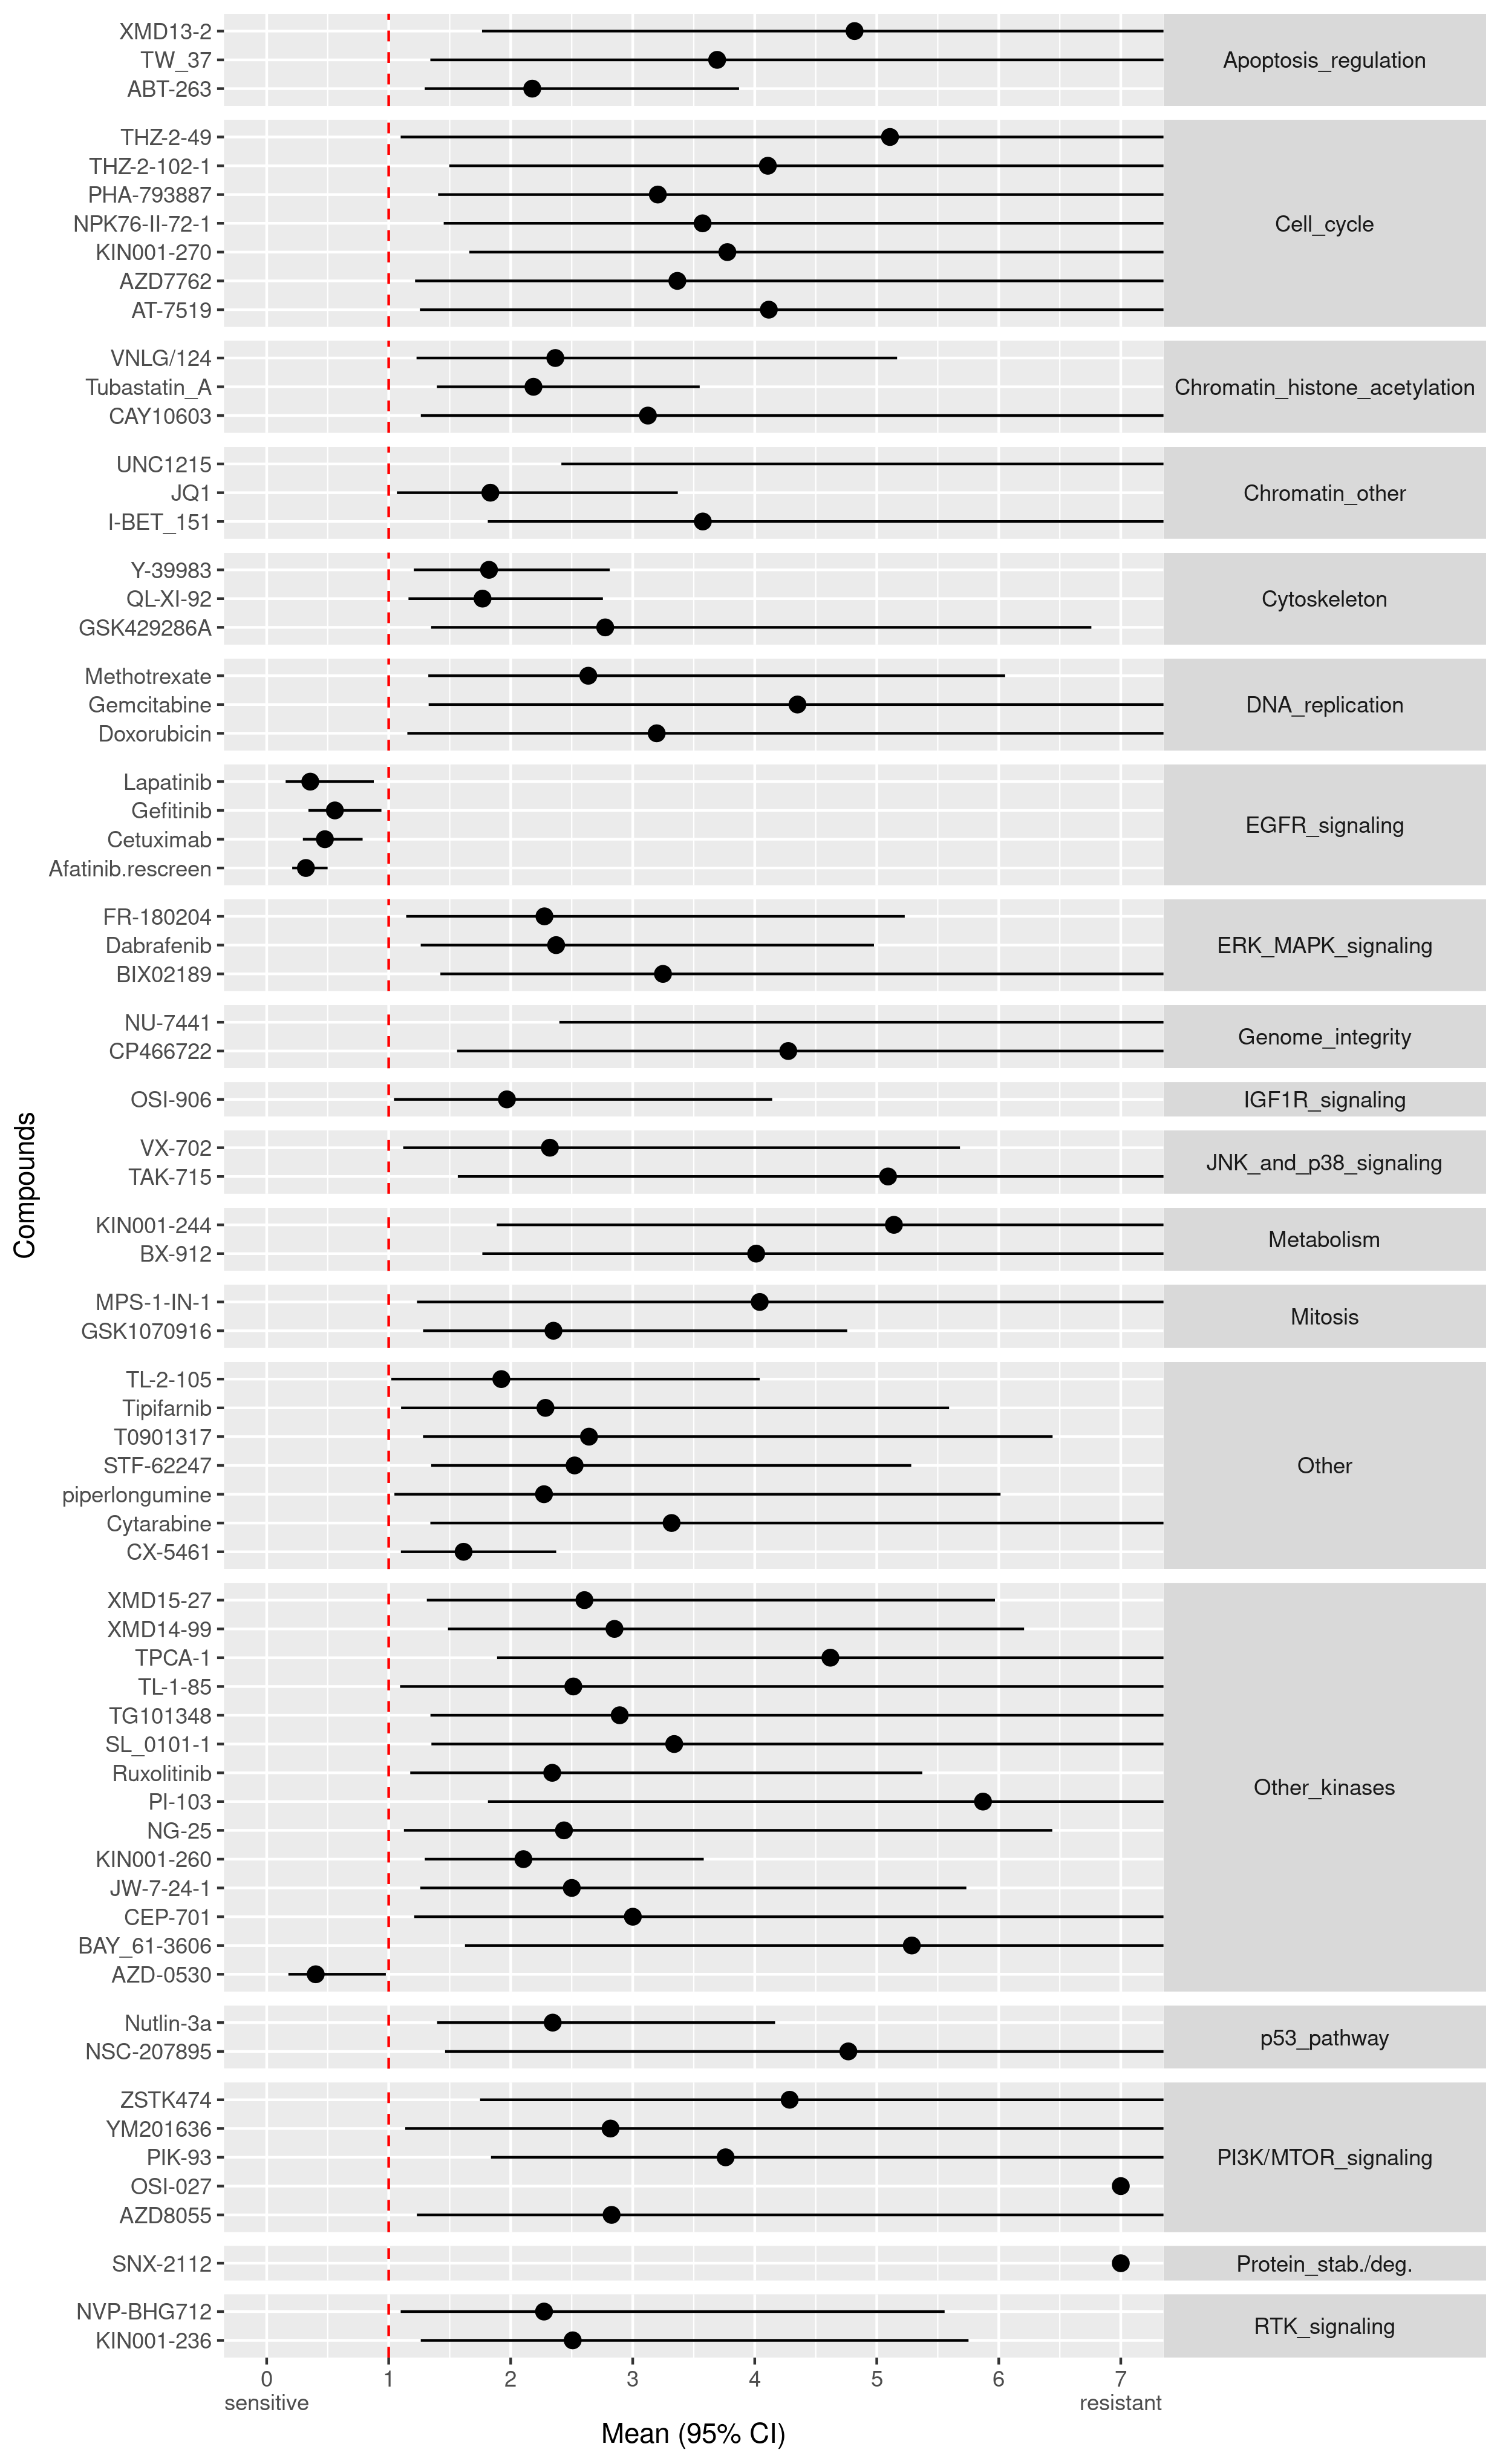 XMD13-2
TW_37
ABT-263
Apoptosis_regulation
THZ-2-49
THZ-2-102-1
PHA-793887
NPK76-II-72-1
KIN001-270
AZD7762
AT-7519
Cell_cycle
VNLG/124
Tubastatin_A
CAY10603
Chromatin_histone_acetylation
UNC1215
JQ1
I-BET_151
Chromatin_other
Y-39983
QL-XI-92
GSK429286A
Cytoskeleton
Methotrexate
Gemcitabine
Doxorubicin
DNA_replication
Lapatinib
Gefitinib
Cetuximab
Afatinib.rescreen
EGFR_signaling
FR-180204
Dabrafenib
BIX02189
ERK_MAPK_signaling
NU-7441
CP466722
Genome_integrity
OSI-906
IGF1R_signaling
VX-702
TAK-715
JNK_and_p38_signaling
KIN001-244
BX-912
Metabolism
MPS-1-IN-1
GSK1070916
Mitosis
TL-2-105
Tipifarnib
T0901317
STF-62247
piperlongumine
Cytarabine
CX-5461
Other
XMD15-27
XMD14-99
TPCA-1
TL-1-85
TG101348
SL_0101-1
Ruxolitinib
PI-103
NG-25
KIN001-260
JW-7-24-1
CEP-701
BAY_61-3606
AZD-0530
Other_kinases
Nutlin-3a
NSC-207895
p53_pathway
ZSTK474
YM201636
PIK-93
OSI-027
AZD8055
PI3K/MTOR_signaling
SNX-2112
Protein_stab./deg.
NVP-BHG712
KIN001-236
RTK_signaling
Compounds
0 1 2 3 4 5 6 7
sensitive resistant
Mean (95% CI)